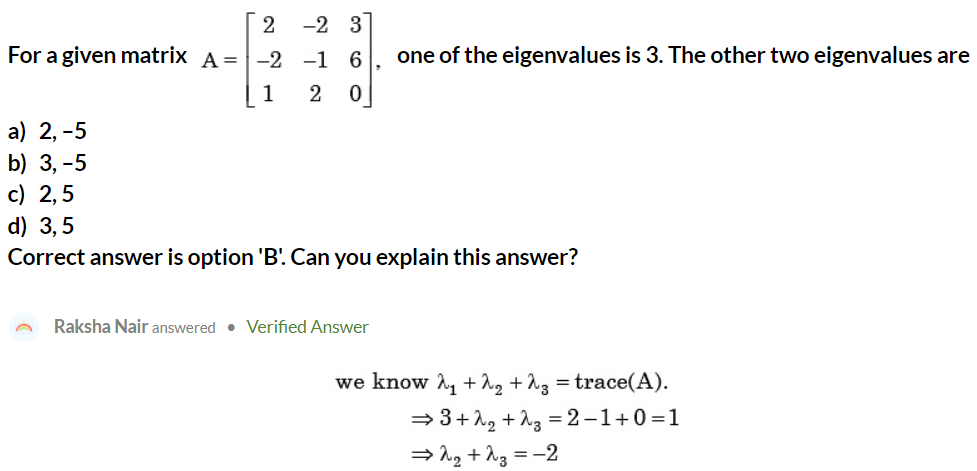 For a given matrix A = [2 −2 3; −2 −1 6; 1 2 0], one of the eigenvalues is 3. The other two eigenvalues are
a) 2, −5
b) 3, −5
c) 2, 5
d) 3, 5
Correct answer is option 'B'. Can you explain this answer?
Raksha Nair answered • Verified Answer
we know λ₁ + λ₂ + λ₃ = trace(A).
⇒ 3 + λ₂ + λ₃ = 2 − 1 + 0 = 1
⇒ λ₂ + λ₃ = −2